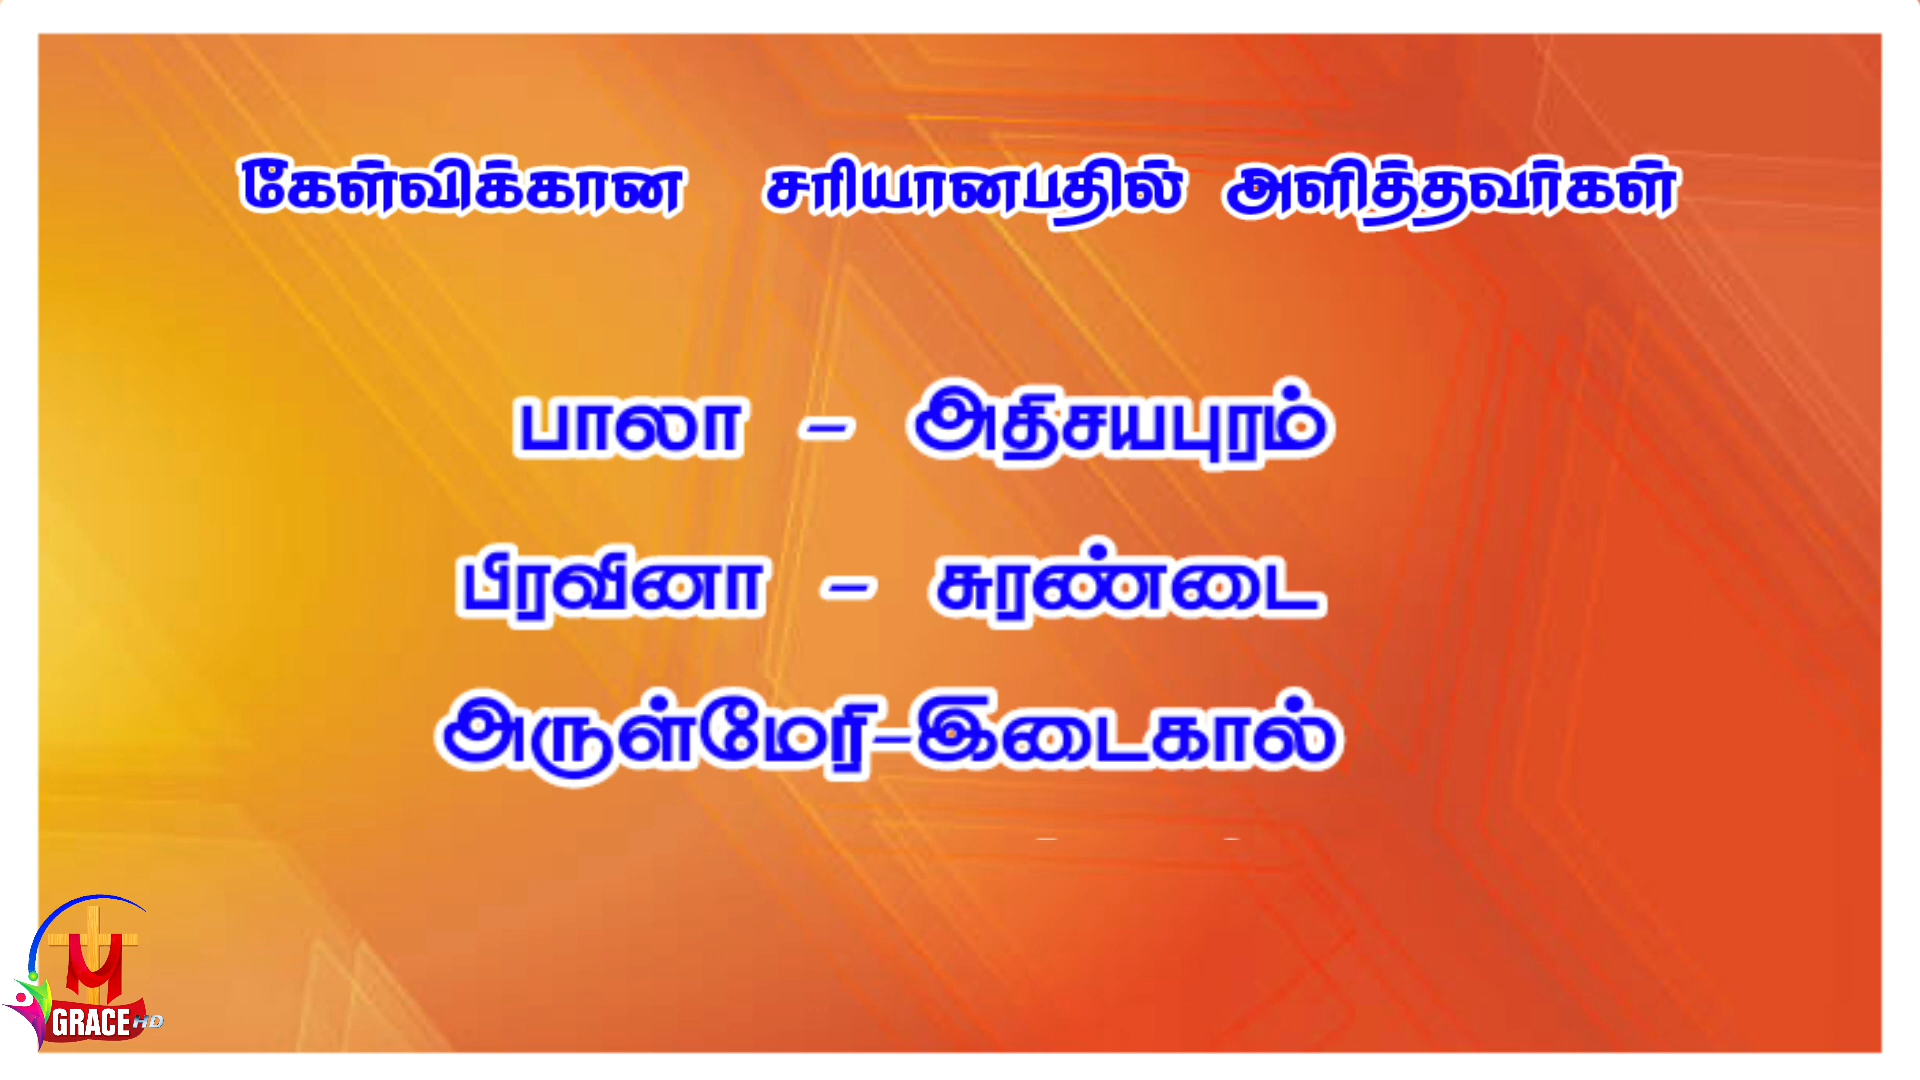 கேள்விக்கான சரியானபதில் அளித்தவர்கள்
பாலா - அதிசயபுரம்
பிரவினா - சுரண்டை
அருள்மேரி-இடைகால்
GRACE HD